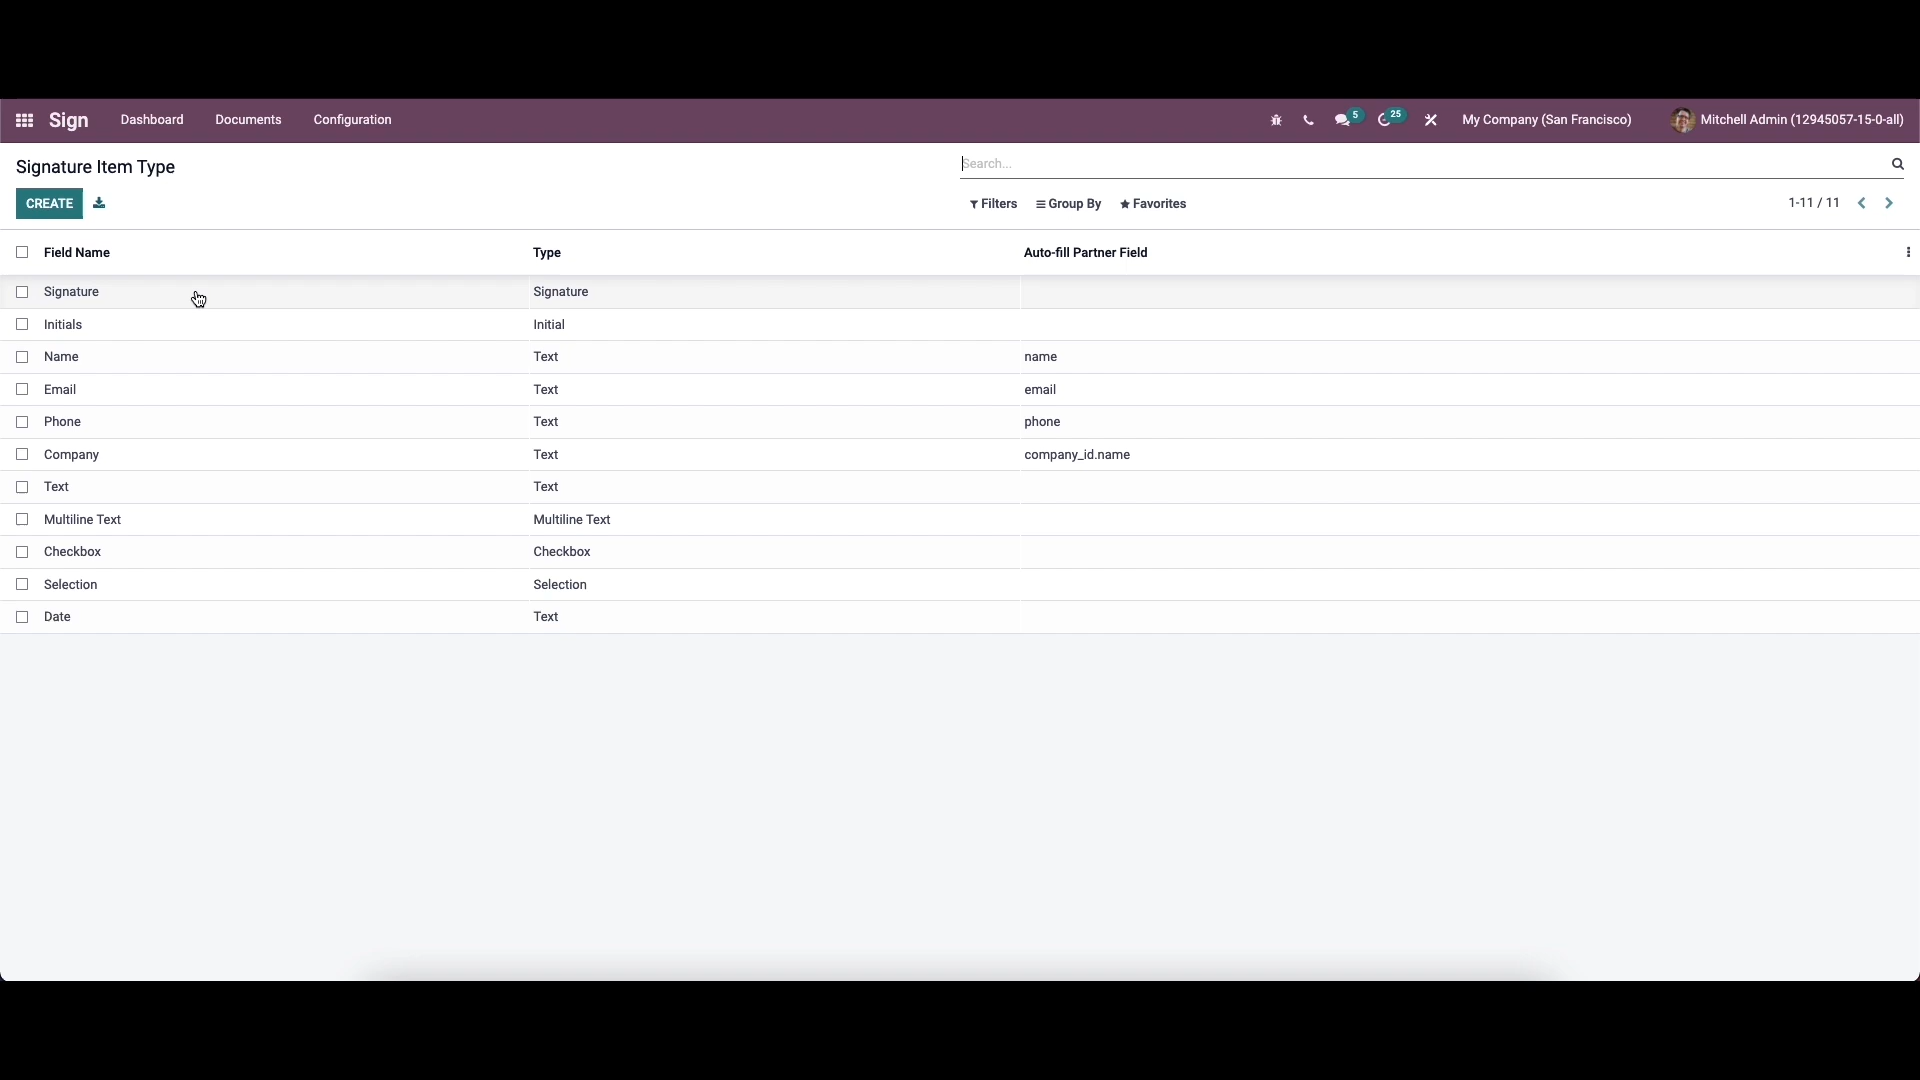 Sign Dashboard Documents Configuration 5 25 My Company (San Francisco) Mitchell Admin (12945057-15-0-all)
Signature Item Type Search...
CREATE Filters Group By Favorites 1-11 / 11
Field Name Type Auto-fill Partner Field
Signature Signature
Initials Initial
Name Text name
Email Text email
Phone Text phone
Company Text company_id.name
Text Text
Multiline Text Multiline Text
Checkbox Checkbox
Selection Selection
Date Text